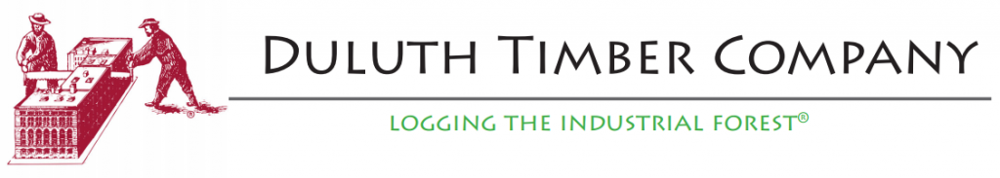 DULUTH TIMBER COMPANY
LOGGING THE INDUSTRIAL FOREST®
®